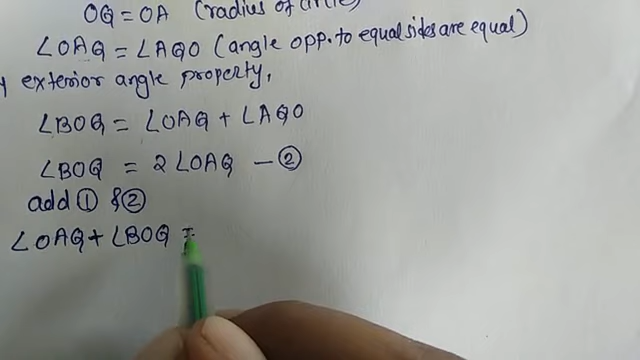 OQ = OA (radius of circle)
∠OAQ = ∠AQO (angle opp. to equal sides are equal)
exterior angle property,
∠BOQ = ∠OAQ + ∠AQO
∠BOQ = 2∠OAQ — ②
add ① & ②
∠OAQ + ∠BOQ =